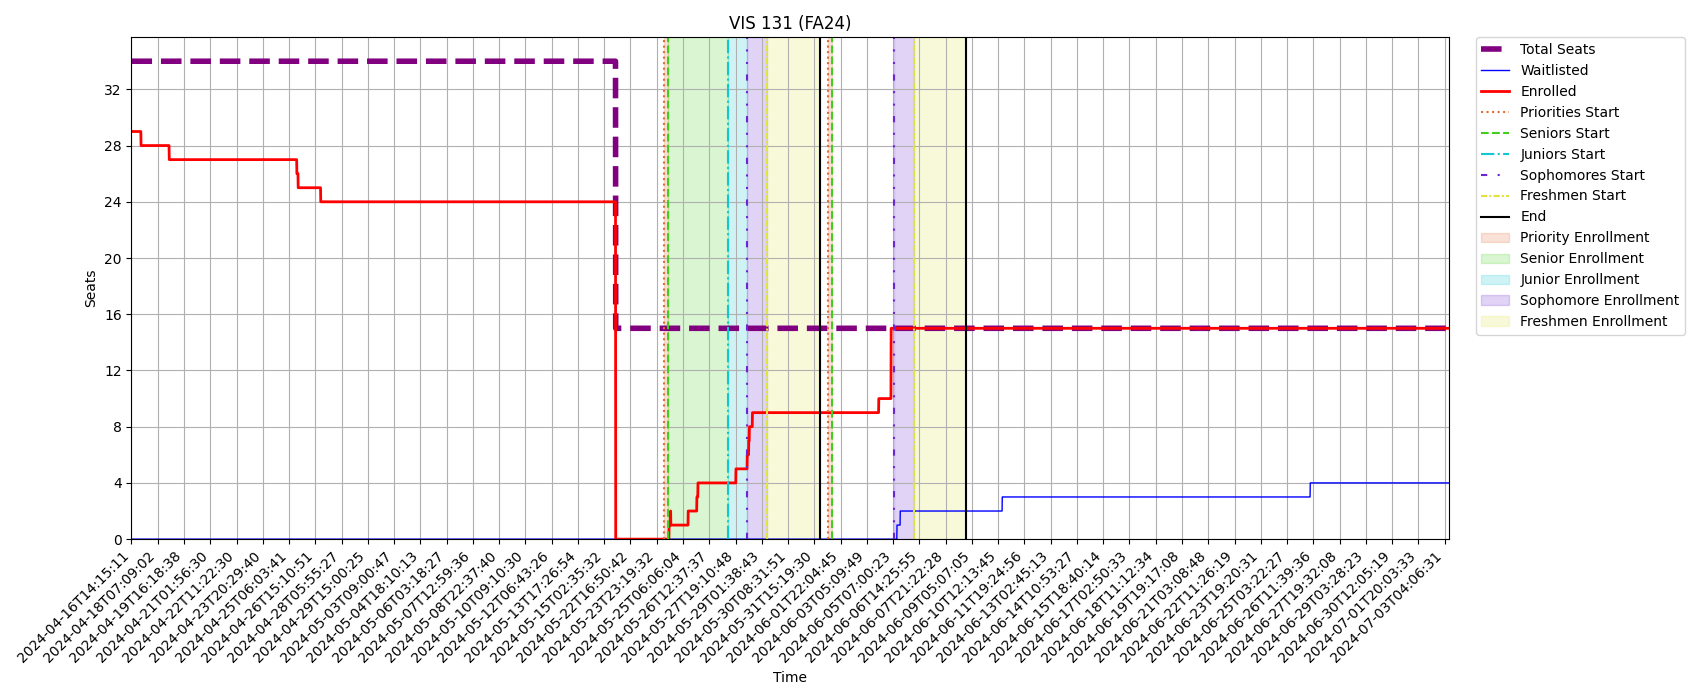 VIS 131 (FA24)
Total Seats
Waitlisted
Enrolled
Priorities Start
Seniors Start
Juniors Start
Sophomores Start
Freshmen Start
End
Priority Enrollment
Senior Enrollment
Junior Enrollment
Sophomore Enrollment
Freshmen Enrollment
Seats
32
28
24
20
16
12
8
4
0
2024-04-16T14:15:11
2024-04-18T07:09:02
2024-04-19T16:18:38
2024-04-21T01:56:30
2024-04-22T11:22:30
2024-04-23T20:29:40
2024-04-25T06:03:41
2024-04-26T15:10:51
2024-04-28T05:55:27
2024-04-29T15:00:25
2024-05-03T09:00:47
2024-05-04T18:10:13
2024-05-06T03:18:27
2024-05-07T12:59:36
2024-05-08T22:37:40
2024-05-10T09:10:30
2024-05-12T06:43:26
2024-05-13T17:26:54
2024-05-15T02:35:32
2024-05-22T16:50:42
2024-05-23T23:19:32
2024-05-25T06:06:04
2024-05-26T12:37:37
2024-05-27T19:10:48
2024-05-29T01:38:43
2024-05-30T08:31:51
2024-05-31T15:19:30
2024-06-01T22:04:45
2024-06-03T05:09:49
2024-06-05T07:00:23
2024-06-06T14:25:55
2024-06-07T21:22:28
2024-06-09T05:07:05
2024-06-10T12:13:45
2024-06-11T19:24:56
2024-06-13T02:45:13
2024-06-14T10:53:27
2024-06-15T18:40:14
2024-06-17T02:50:33
2024-06-18T11:12:34
2024-06-19T19:17:08
2024-06-21T03:08:48
2024-06-22T11:26:19
2024-06-23T19:20:31
2024-06-25T03:22:27
2024-06-26T11:39:36
2024-06-27T19:32:08
2024-06-29T03:28:23
2024-06-30T12:05:19
2024-07-01T20:03:33
2024-07-03T04:06:31
Time